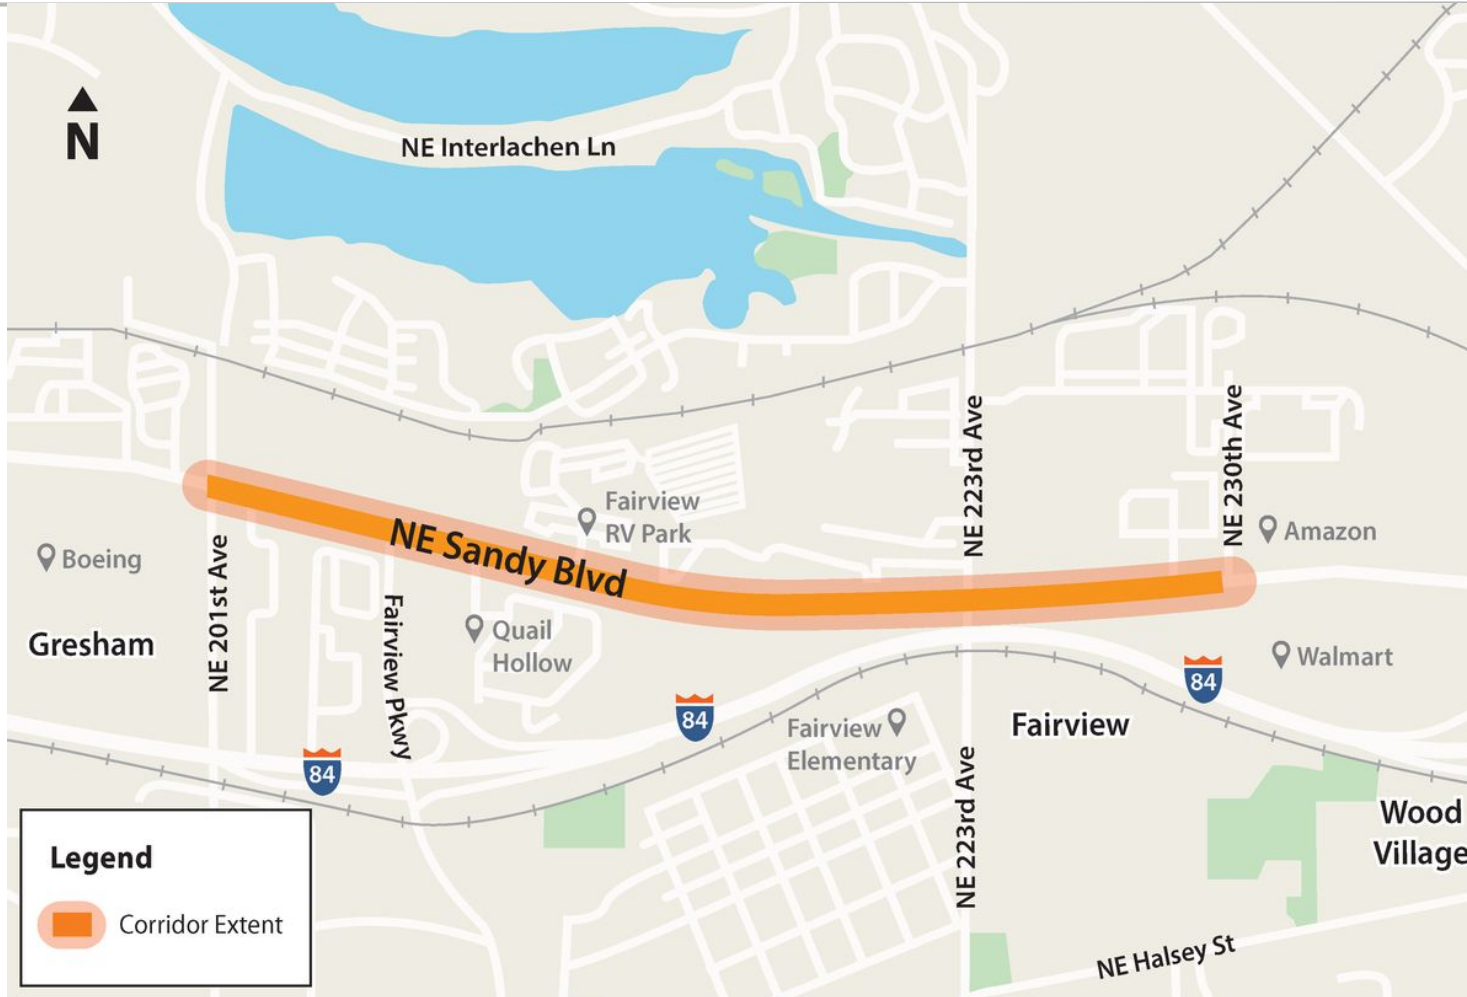 N
NE Interlachen Ln
NE 223rd Ave
NE 230th Ave
Fairview
RV Park
Amazon
Boeing
NE Sandy Blvd
NE 201st Ave
Fairview Pkwy
Gresham
Quail
Hollow
Walmart
84
84
84
Fairview
Elementary
Fairview
NE 223rd Ave
Wood
Village
Legend
Corridor Extent
NE Halsey St